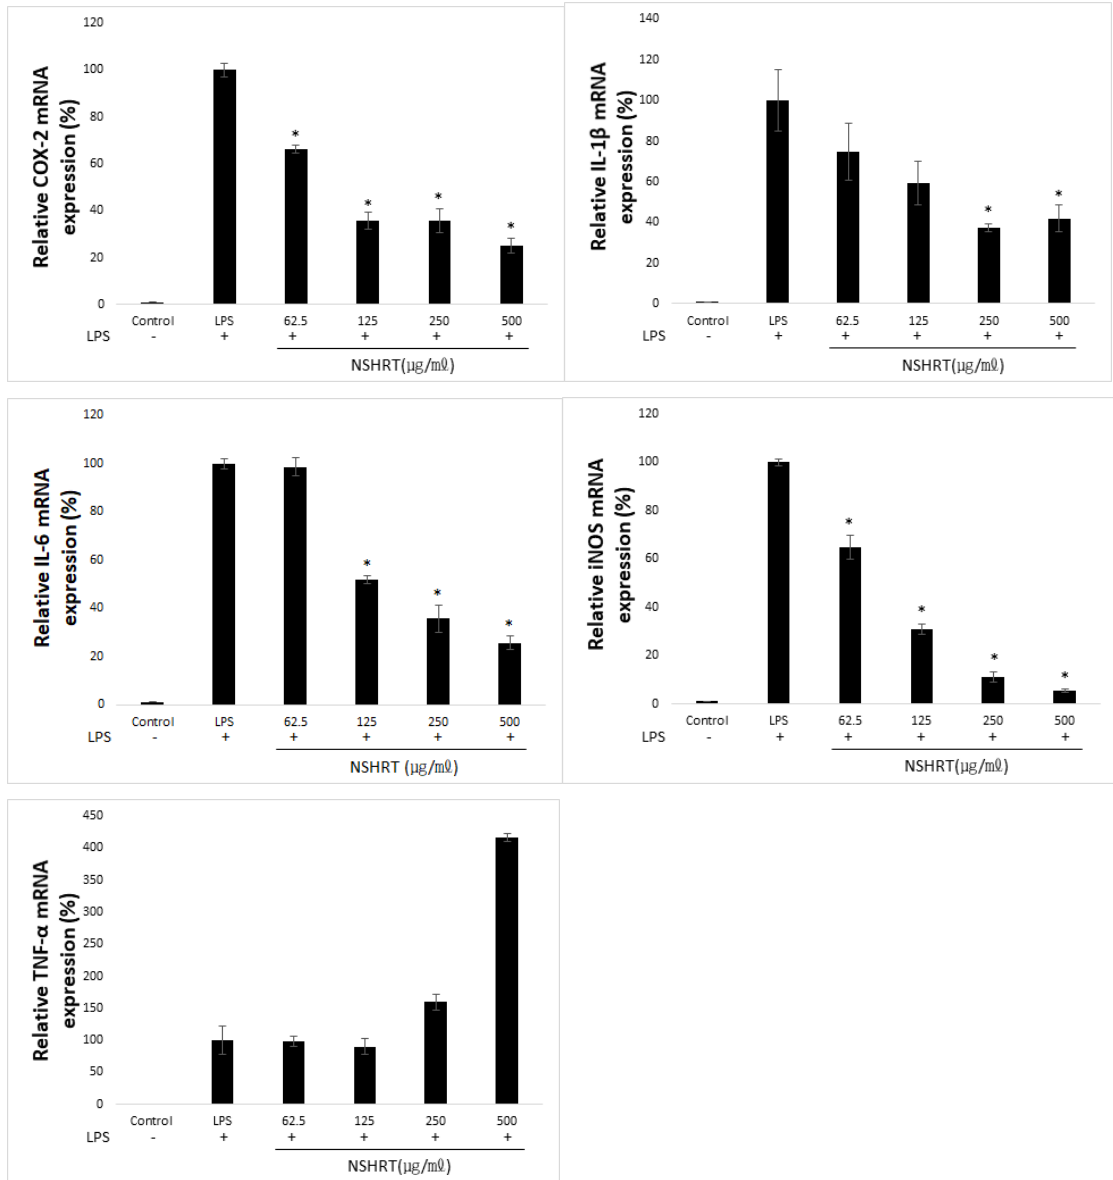 Relative COX-2 mRNA
expression (%)
120
100
80
60
40
20
0
* * * *
Control LPS 62.5 125 250 500
LPS - + + + + +
NSHRT(μg/㎖)
Relative IL-1β mRNA
expression (%)
140
120
100
80
60
40
20
0
* *
Control LPS 62.5 125 250 500
LPS - + + + + +
NSHRT(μg/㎖)
Relative IL-6 mRNA
expression (%)
120
100
80
60
40
20
0
* * *
Control LPS 62.5 125 250 500
LPS - + + + + +
NSHRT (μg/㎖)
Relative iNOS mRNA
expression (%)
120
100
80
60
40
20
0
* * * *
Control LPS 62.5 125 250 500
LPS - + + + + +
NSHRT(μg/㎖)
Relative TNF-α mRNA
expression (%)
450
400
350
300
250
200
150
100
50
0
Control LPS 62.5 125 250 500
LPS - + + + + +
NSHRT(μg/㎖)